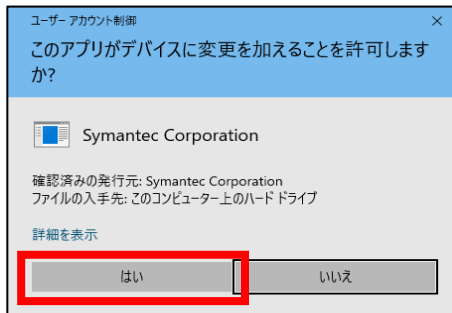 ユーザー アカウント制御
このアプリがデバイスに変更を加えることを許可します
か?
Symantec Corporation
確認済みの発行元: Symantec Corporation
ファイルの入手先: このコンピューター上のハード ドライブ
詳細を表示
はい
いいえ